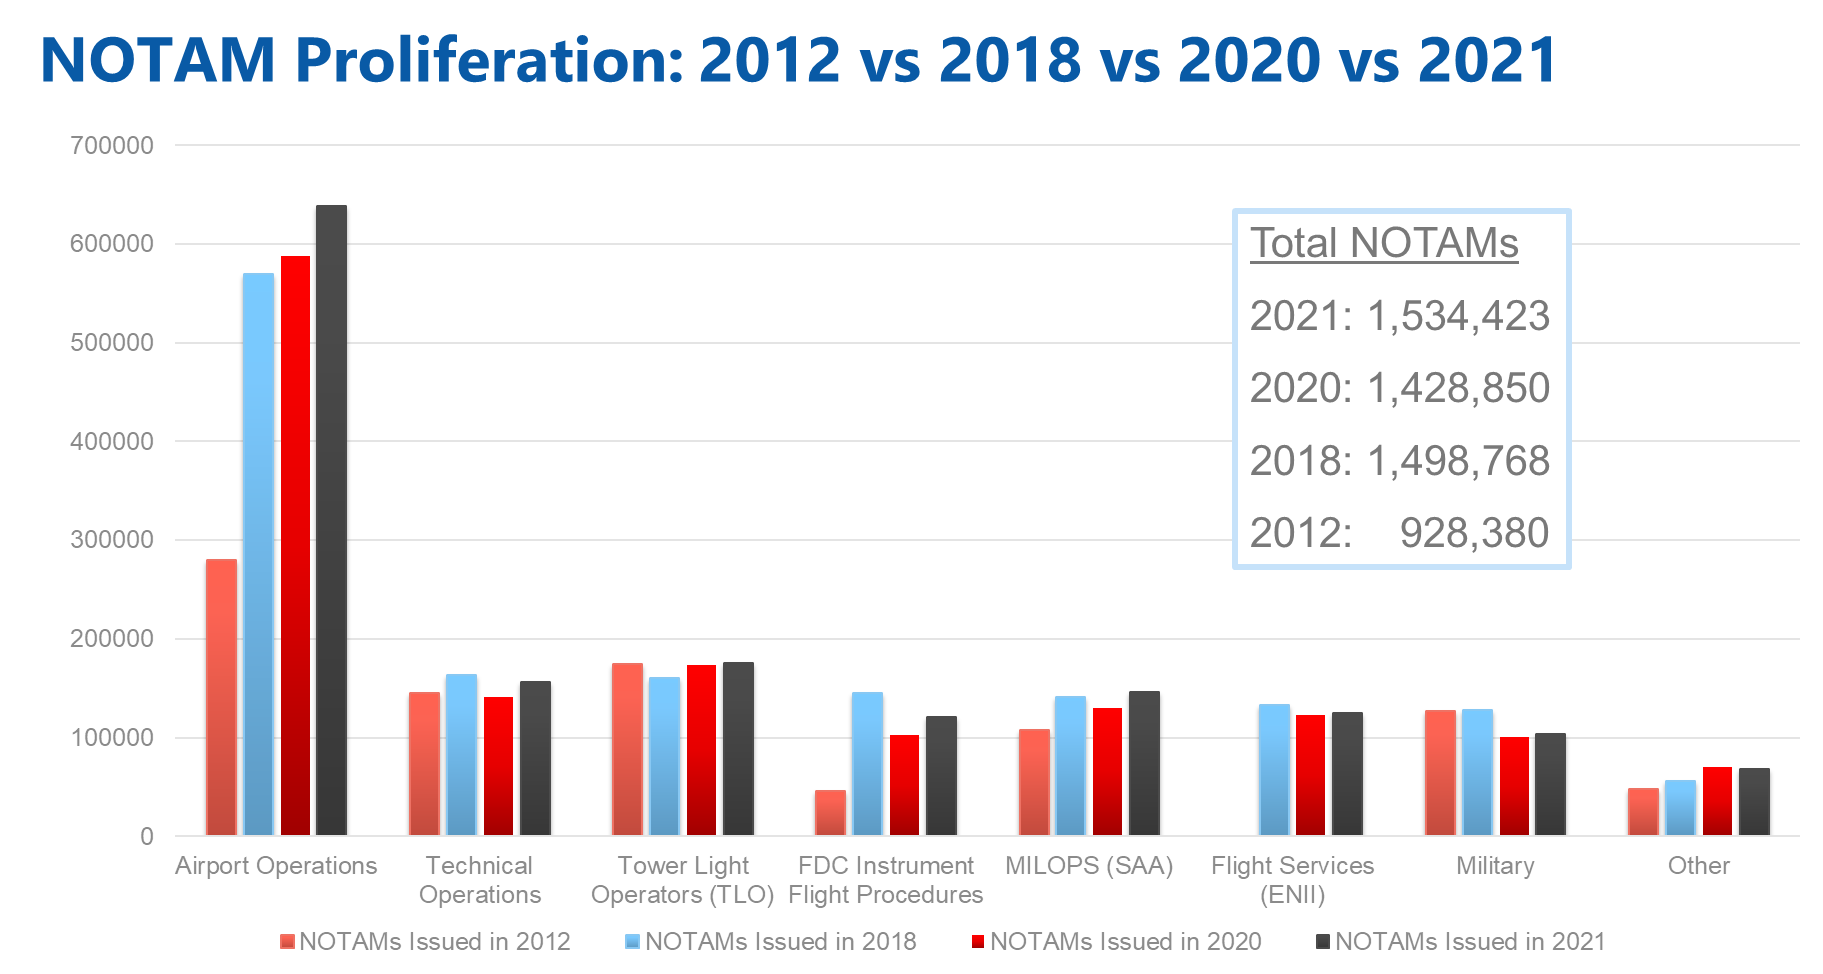 NOTAM Proliferation: 2012 vs 2018 vs 2020 vs 2021
700000
600000
500000
400000
300000
200000
100000
0
Total NOTAMs
2021: 1,534,423
2020: 1,428,850
2018: 1,498,768
2012: 928,380
Airport Operations
Technical
Operations
Tower Light
Operators (TLO)
FDC Instrument
Flight Procedures
MILOPS (SAA)
Flight Services
(ENII)
Military
Other
NOTAMs Issued in 2012
NOTAMs Issued in 2018
NOTAMs Issued in 2020
NOTAMs Issued in 2021